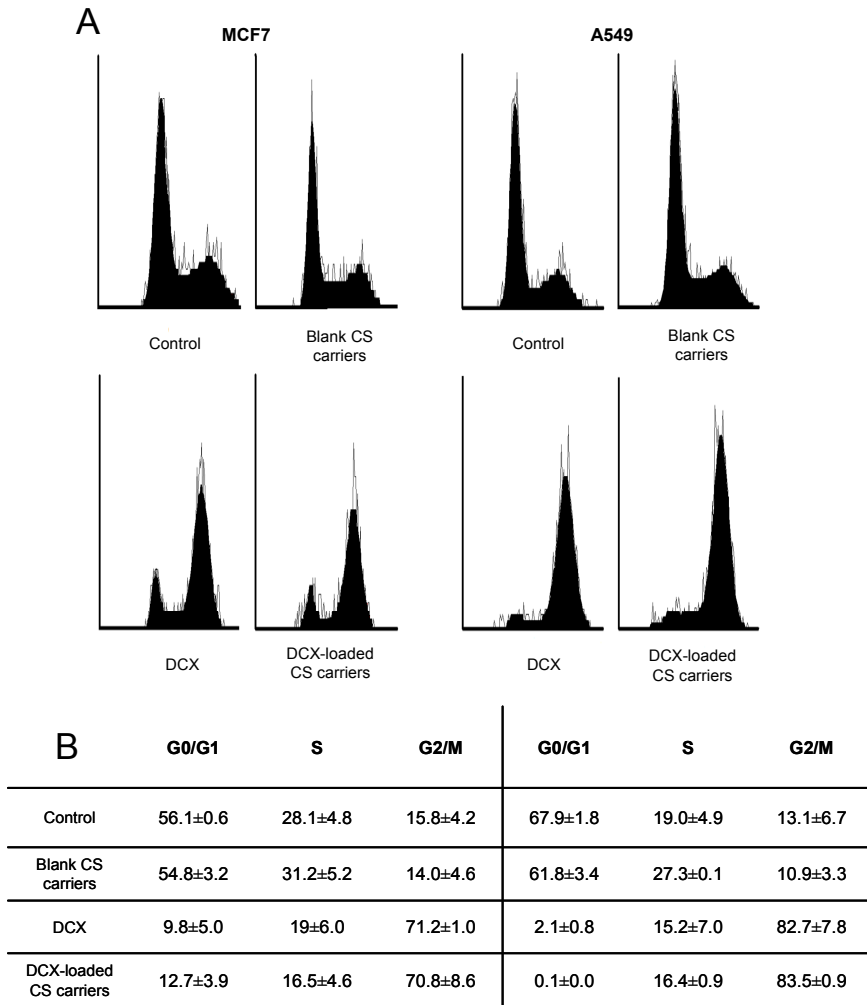 A
MCF7 A549
Control
Blank CS
carriers
Control
Blank CS
carriers
DCX
DCX-loaded
CS carriers
DCX
DCX-loaded
CS carriers
B G0/G1 S G2/M G0/G1 S G2/M
Control 56.1±0.6 28.1±4.8 15.8±4.2 67.9±1.8 19.0±4.9 13.1±6.7
Blank CS
carriers 54.8±3.2 31.2±5.2 14.0±4.6 61.8±3.4 27.3±0.1 10.9±3.3
DCX 9.8±5.0 19±6.0 71.2±1.0 2.1±0.8 15.2±7.0 82.7±7.8
DCX-loaded
CS carriers 12.7±3.9 16.5±4.6 70.8±8.6 0.1±0.0 16.4±0.9 83.5±0.9